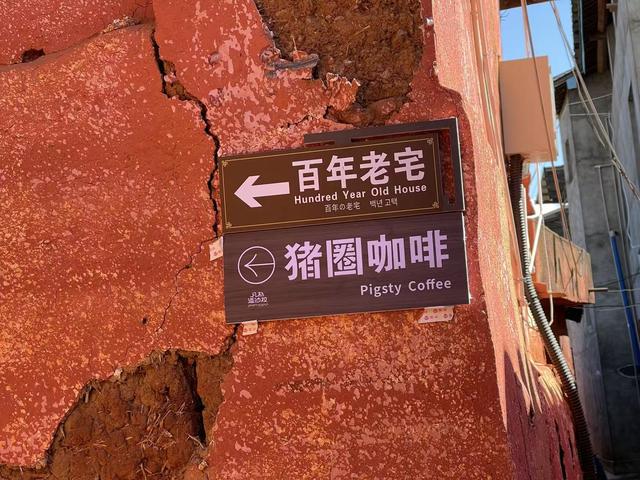 百年老宅
Hundred Year Old House
百年の老宅 백년 고택
猪圈咖啡
Pigsty Coffee